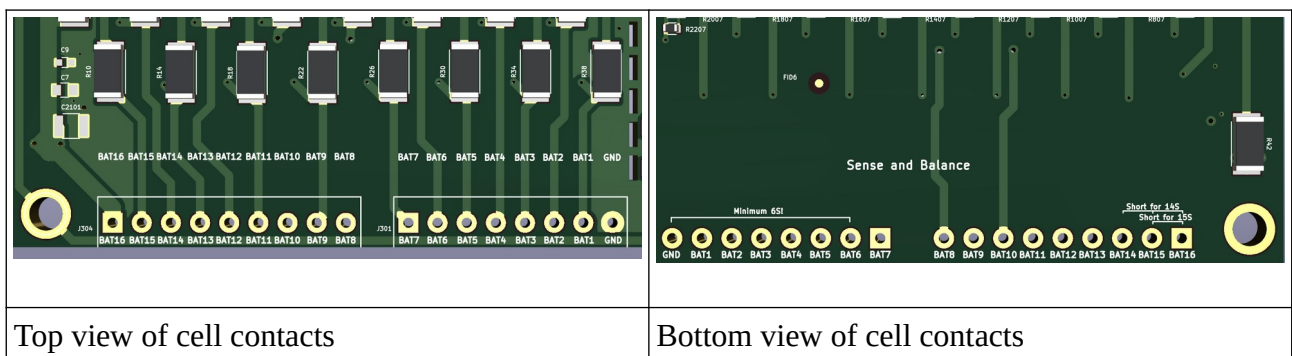 C9
C7
C2101
R10
R14
R18
R22
R26
R30
R34
R38
BAT16 BAT15 BAT14 BAT13 BAT12 BAT11 BAT10 BAT9 BAT8
BAT7 BAT6 BAT5 BAT4 BAT3 BAT2 BAT1 GND
J304
BAT16 BAT15 BAT14 BAT13 BAT12 BAT11 BAT10 BAT9 BAT8
J301
BAT7 BAT6 BAT5 BAT4 BAT3 BAT2 BAT1 GND
Top view of cell contacts
R2007 R1807 R1607 R1407 R1207 R1007 R807
R2207
FID6
R42
Sense and Balance
Minimum 6S!
Short for 14S
Short for 15S
GND BAT1 BAT2 BAT3 BAT4 BAT5 BAT6 BAT7
BAT8 BAT9 BAT10 BAT11 BAT12 BAT13 BAT14 BAT15 BAT16
Bottom view of cell contacts